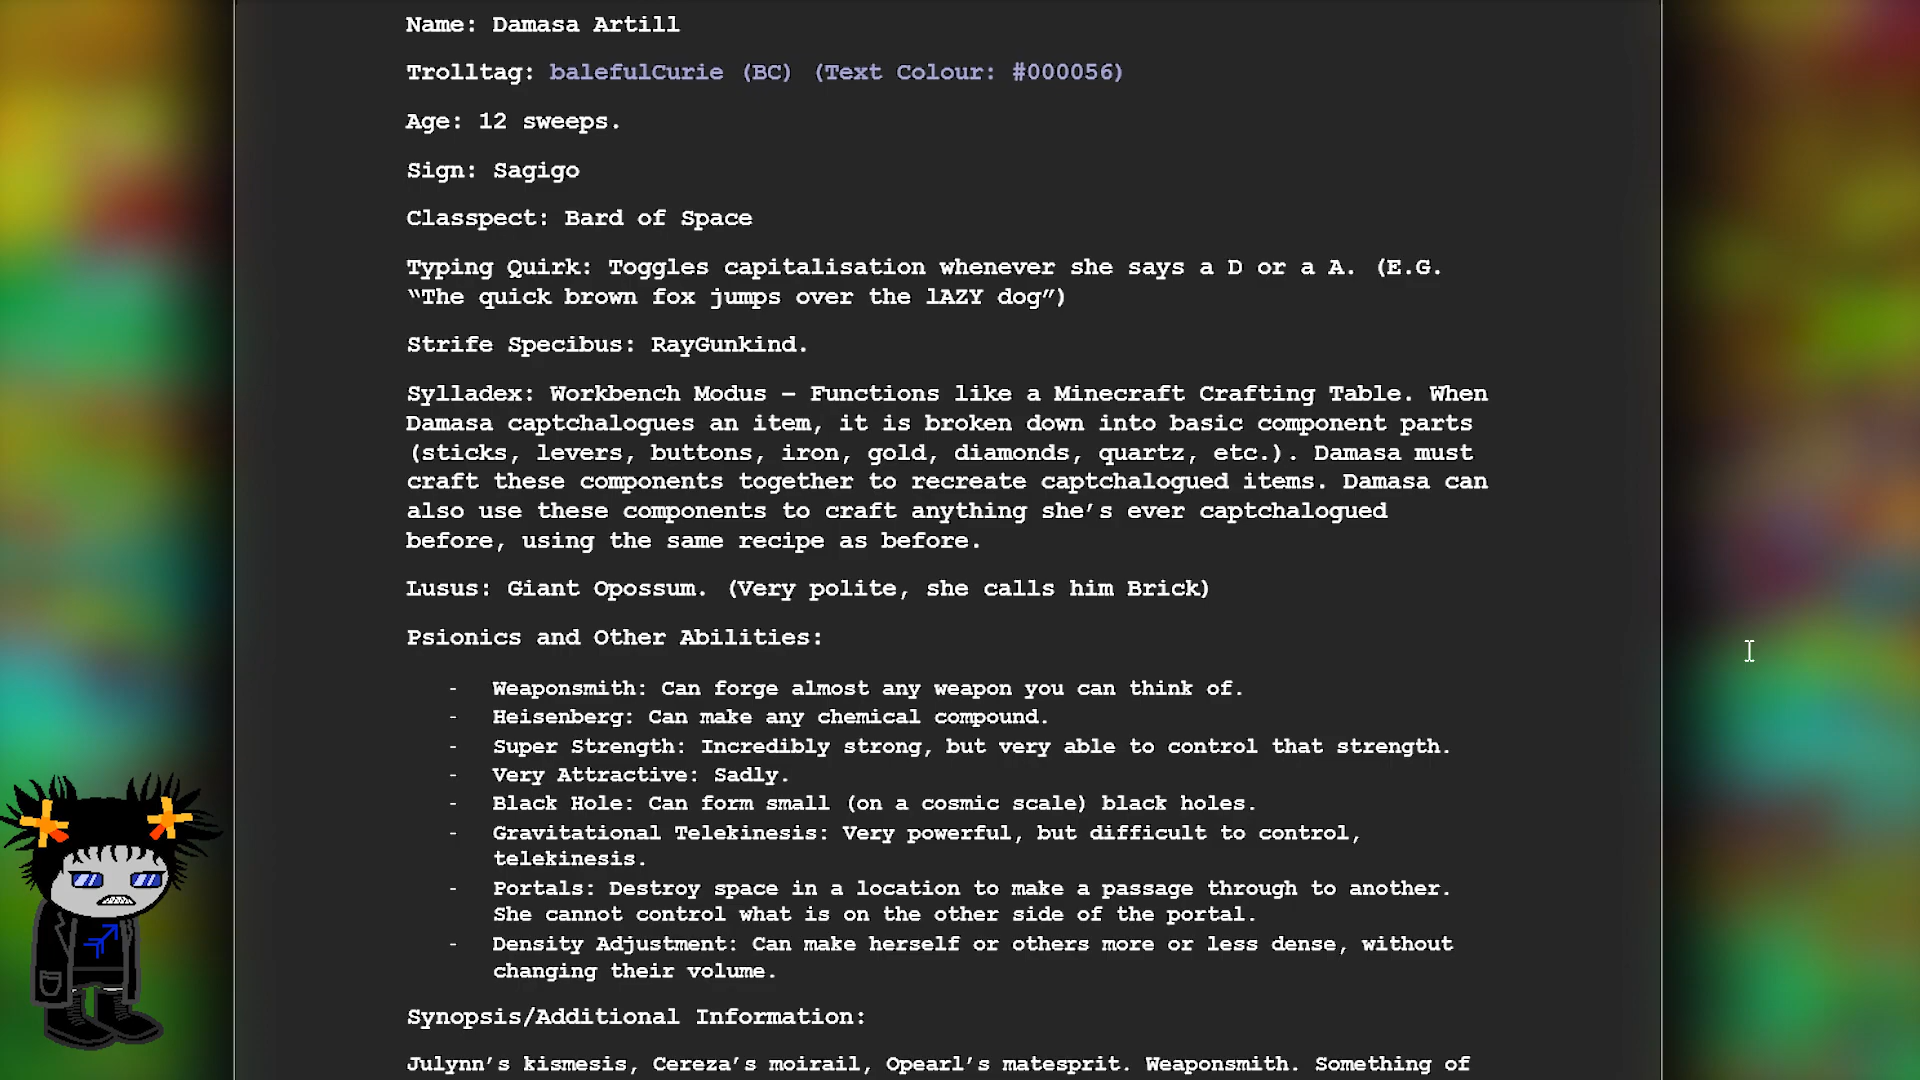 Name: Damasa Artill
Trolltag: balefulCurie (BC) (Text Colour: #000056)
Age: 12 sweeps.
Sign: Sagigo
Classpect: Bard of Space
Typing Quirk: Toggles capitalisation whenever she says a D or a A. (E.G.
“The quick brown fox jumps over the lAZY dog”)
Strife Specibus: RayGunkind.
Sylladex: Workbench Modus – Functions like a Minecraft Crafting Table. When
Damasa captchalogues an item, it is broken down into basic component parts
(sticks, levers, buttons, iron, gold, diamonds, quartz, etc.). Damasa must
craft these components together to recreate captchalogued items. Damasa can
also use these components to craft anything she’s ever captchalogued
before, using the same recipe as before.
Lusus: Giant Opossum. (Very polite, she calls him Brick)
Psionics and Other Abilities:
- Weaponsmith: Can forge almost any weapon you can think of.
- Heisenberg: Can make any chemical compound.
- Super Strength: Incredibly strong, but very able to control that strength.
- Very Attractive: Sadly.
- Black Hole: Can form small (on a cosmic scale) black holes.
- Gravitational Telekinesis: Very powerful, but difficult to control,
telekinesis.
- Portals: Destroy space in a location to make a passage through to another.
She cannot control what is on the other side of the portal.
- Density Adjustment: Can make herself or others more or less dense, without
changing their volume.
Synopsis/Additional Information:
Julynn’s kismesis, Cereza’s moirail, Opearl’s matesprit. Weaponsmith. Something of